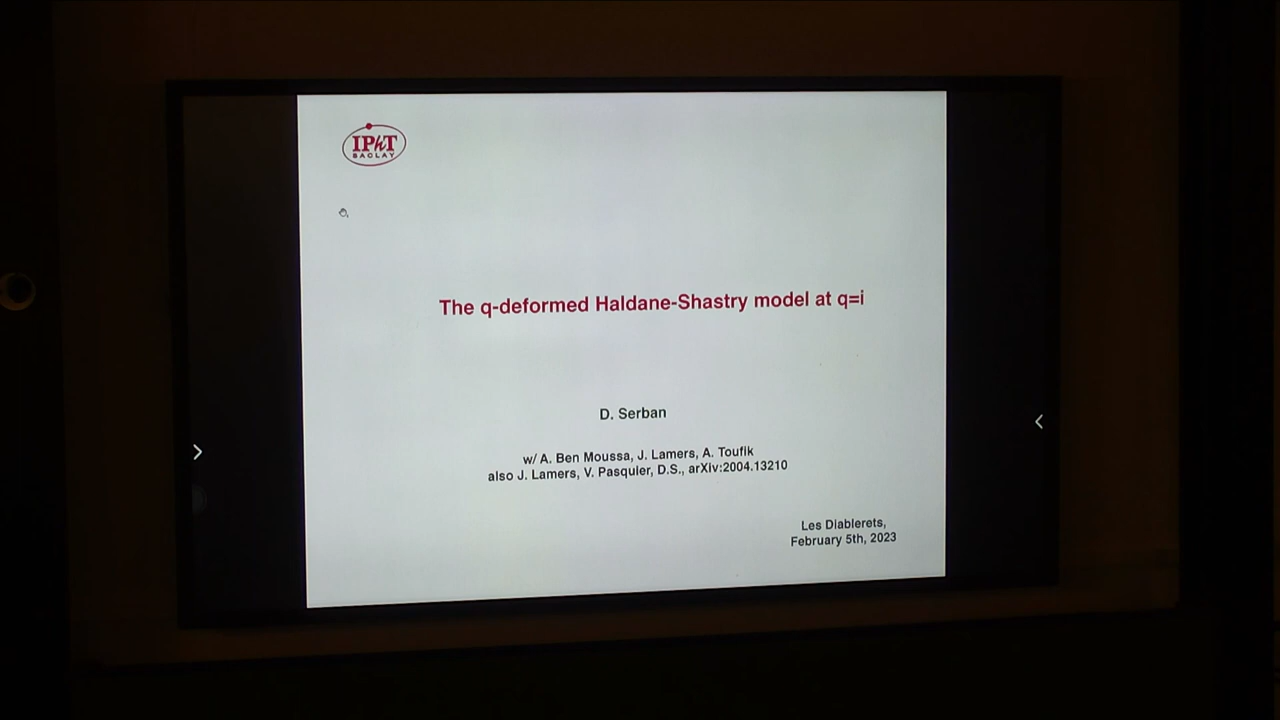 IPhT
SACLAY
The q-deformed Haldane-Shastry model at q=i
D. Serban
w/ A. Ben Moussa, J. Lamers, A. Toufik
also J. Lamers, V. Pasquier, D.S., arXiv:2004.13210
Les Diablerets,
February 5th, 2023